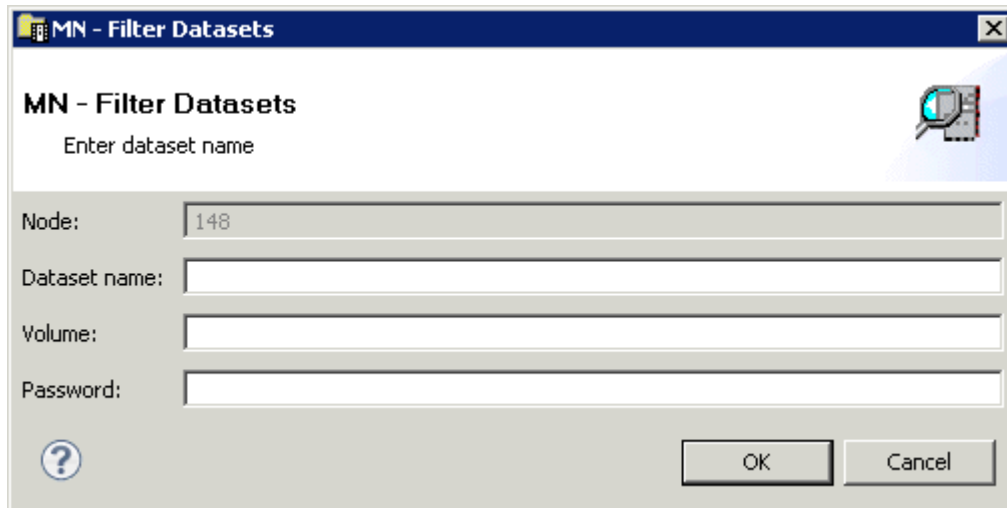 MN - Filter Datasets
MN - Filter Datasets
Enter dataset name
Node: 148
Dataset name:
Volume:
Password:
? OK Cancel